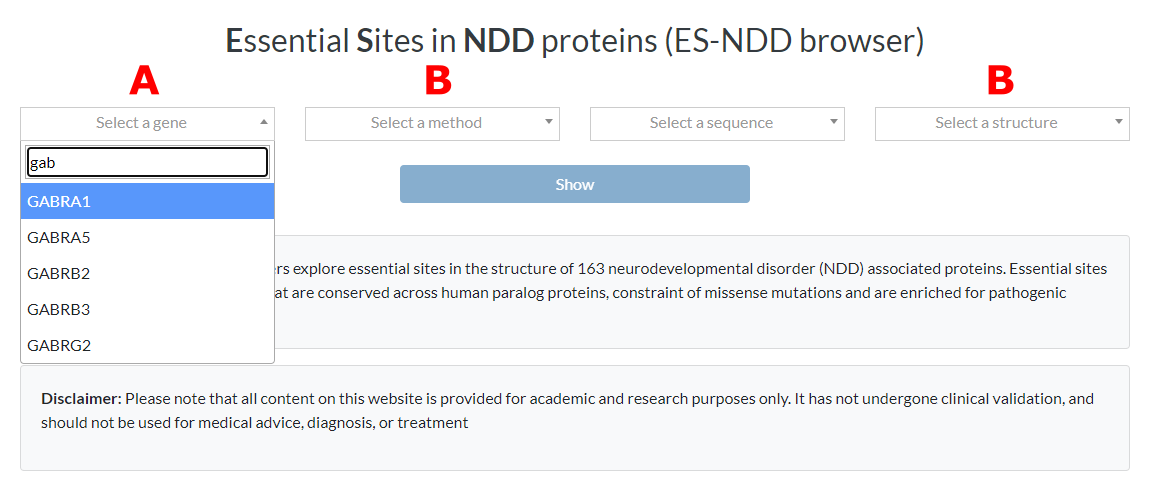 Essential Sites in NDD proteins (ES-NDD browser)
A B B
Select a gene Select a method Select a sequence Select a structure
gab
Show
GABRA1
GABRA5
GABRB2
GABRB3
GABRG2
explore essential sites in the structure of 163 neurodevelopmental disorder (NDD) associated proteins. Essential sites
are conserved across human paralog proteins, constraint of missense mutations and are enriched for pathogenic
Disclaimer: Please note that all content on this website is provided for academic and research purposes only. It has not undergone clinical validation, and
should not be used for medical advice, diagnosis, or treatment